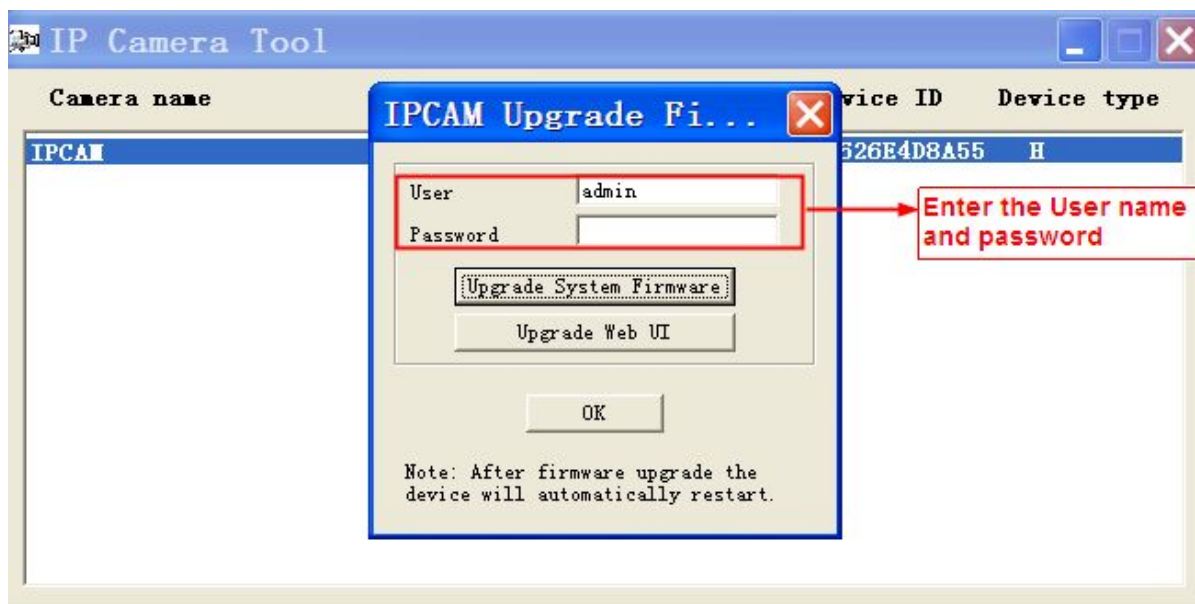 IP Camera Tool
Camera name vice ID Device type
IPCAM Upgrade Fi...
IPCAM 526E4D8A55 H
User admin
Password
Enter the User name
and password
Upgrade System Firmware
Upgrade Web UI
OK
Note: After firmware upgrade the
device will automatically restart.